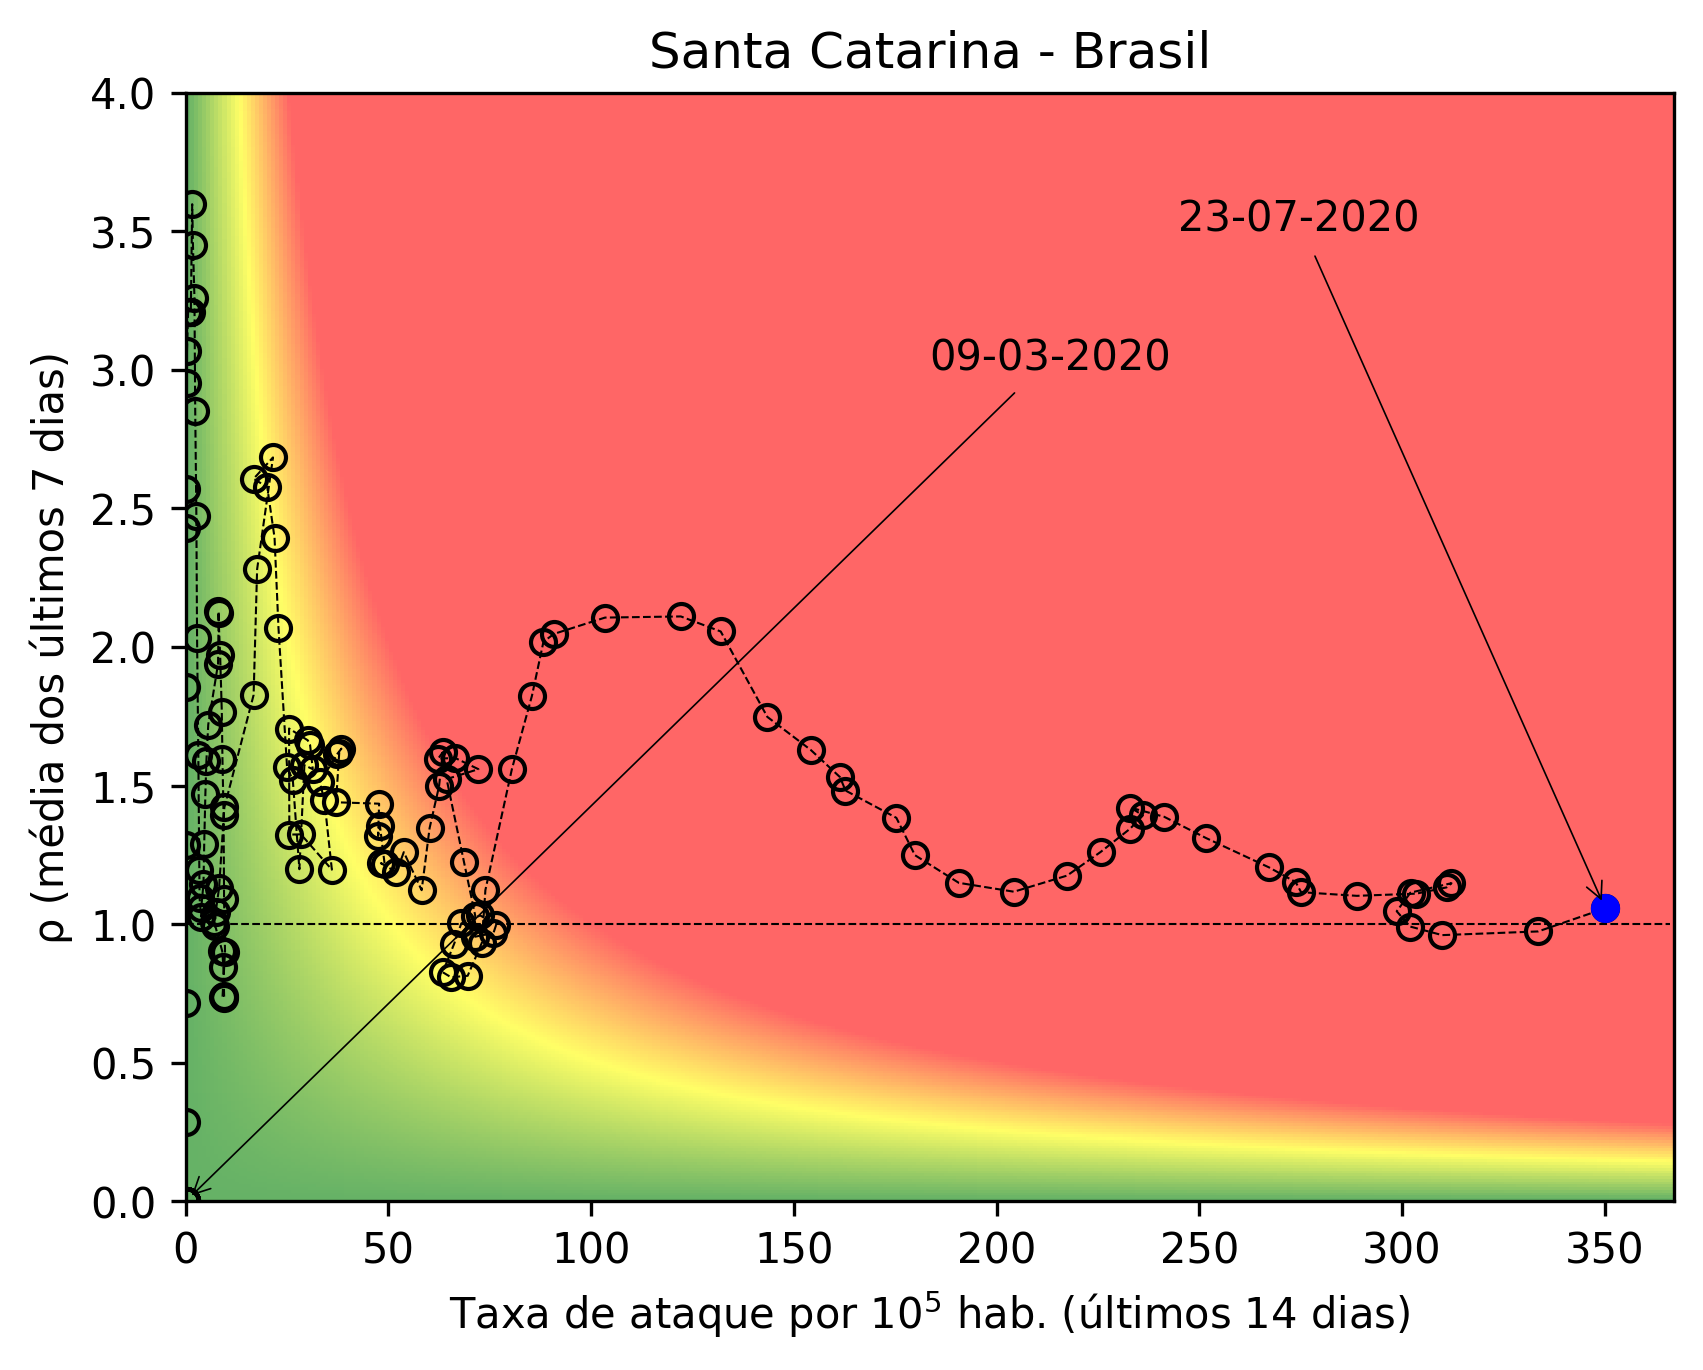 Santa Catarina - Brasil
4.0
3.5
3.0
2.5
2.0
1.5
1.0
0.5
0.0
ρ (média dos últimos 7 dias)
23-07-2020
09-03-2020
0 50 100 150 200 250 300 350
Taxa de ataque por 10⁵ hab. (últimos 14 dias)